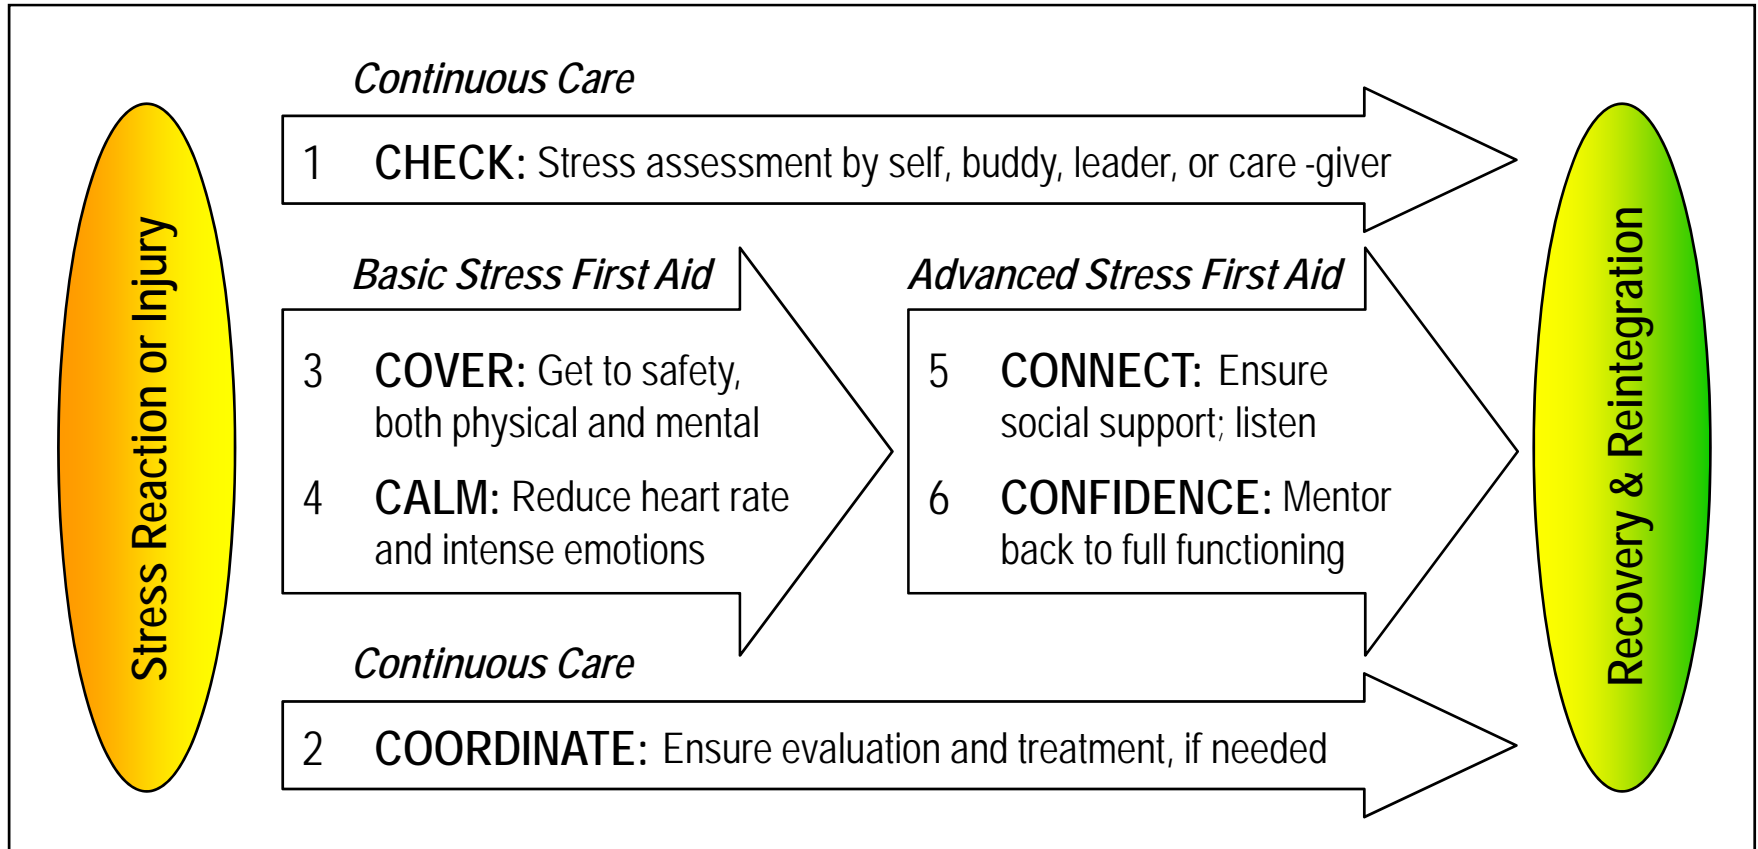 Stress Reaction or Injury
Continuous Care
1 CHECK: Stress assessment by self, buddy, leader, or care -giver
Basic Stress First Aid
3 COVER: Get to safety,
both physical and mental
4 CALM: Reduce heart rate
and intense emotions
Advanced Stress First Aid
5 CONNECT: Ensure
social support; listen
6 CONFIDENCE: Mentor
back to full functioning
Continuous Care
2 COORDINATE: Ensure evaluation and treatment, if needed
Recovery & Reintegration